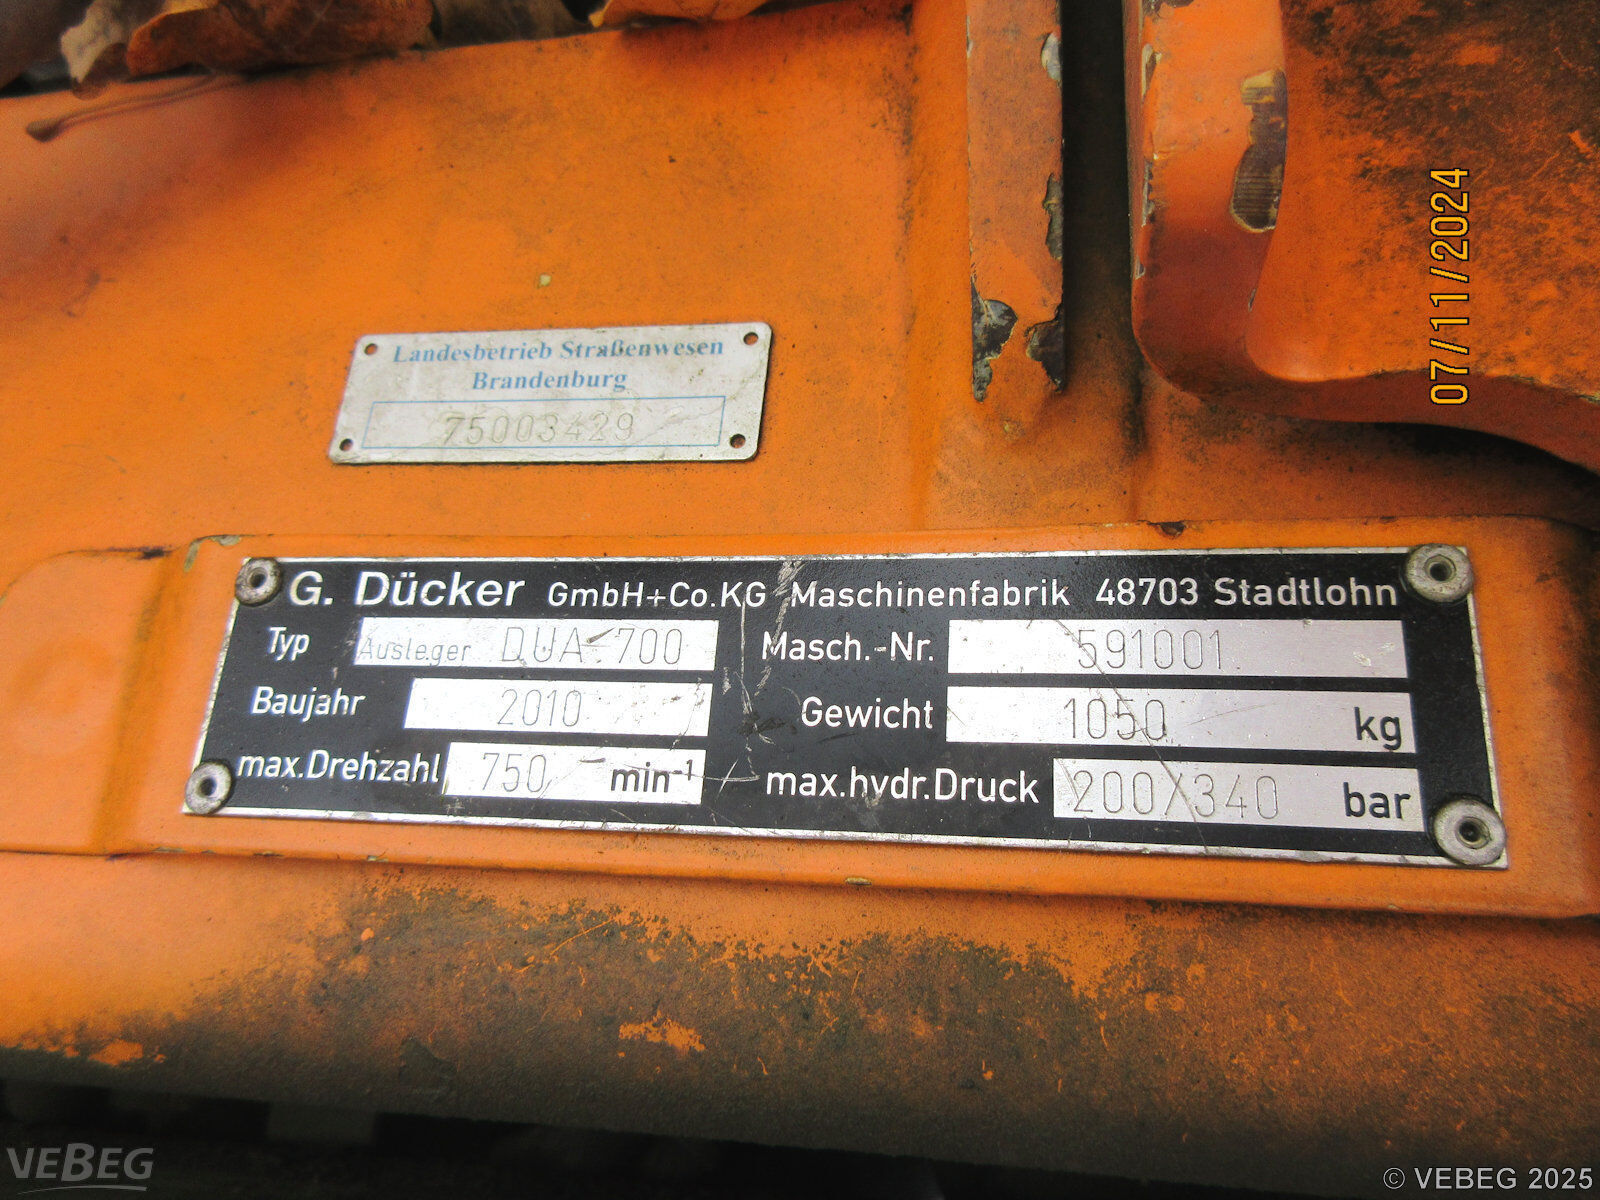 07/11/2024
Landesbetrieb Straßenwesen
Brandenburg
75003429
G. Dücker GmbH+Co.KG Maschinenfabrik 48703 Stadtlohn
Typ Ausleger DUA 700 Masch.-Nr. 591001
Baujahr 2010 Gewicht 1050 kg
max.Drehzahl 750 min-1 max.hydr.Druck 200/340 bar
VEBEG
© VEBEG 2025